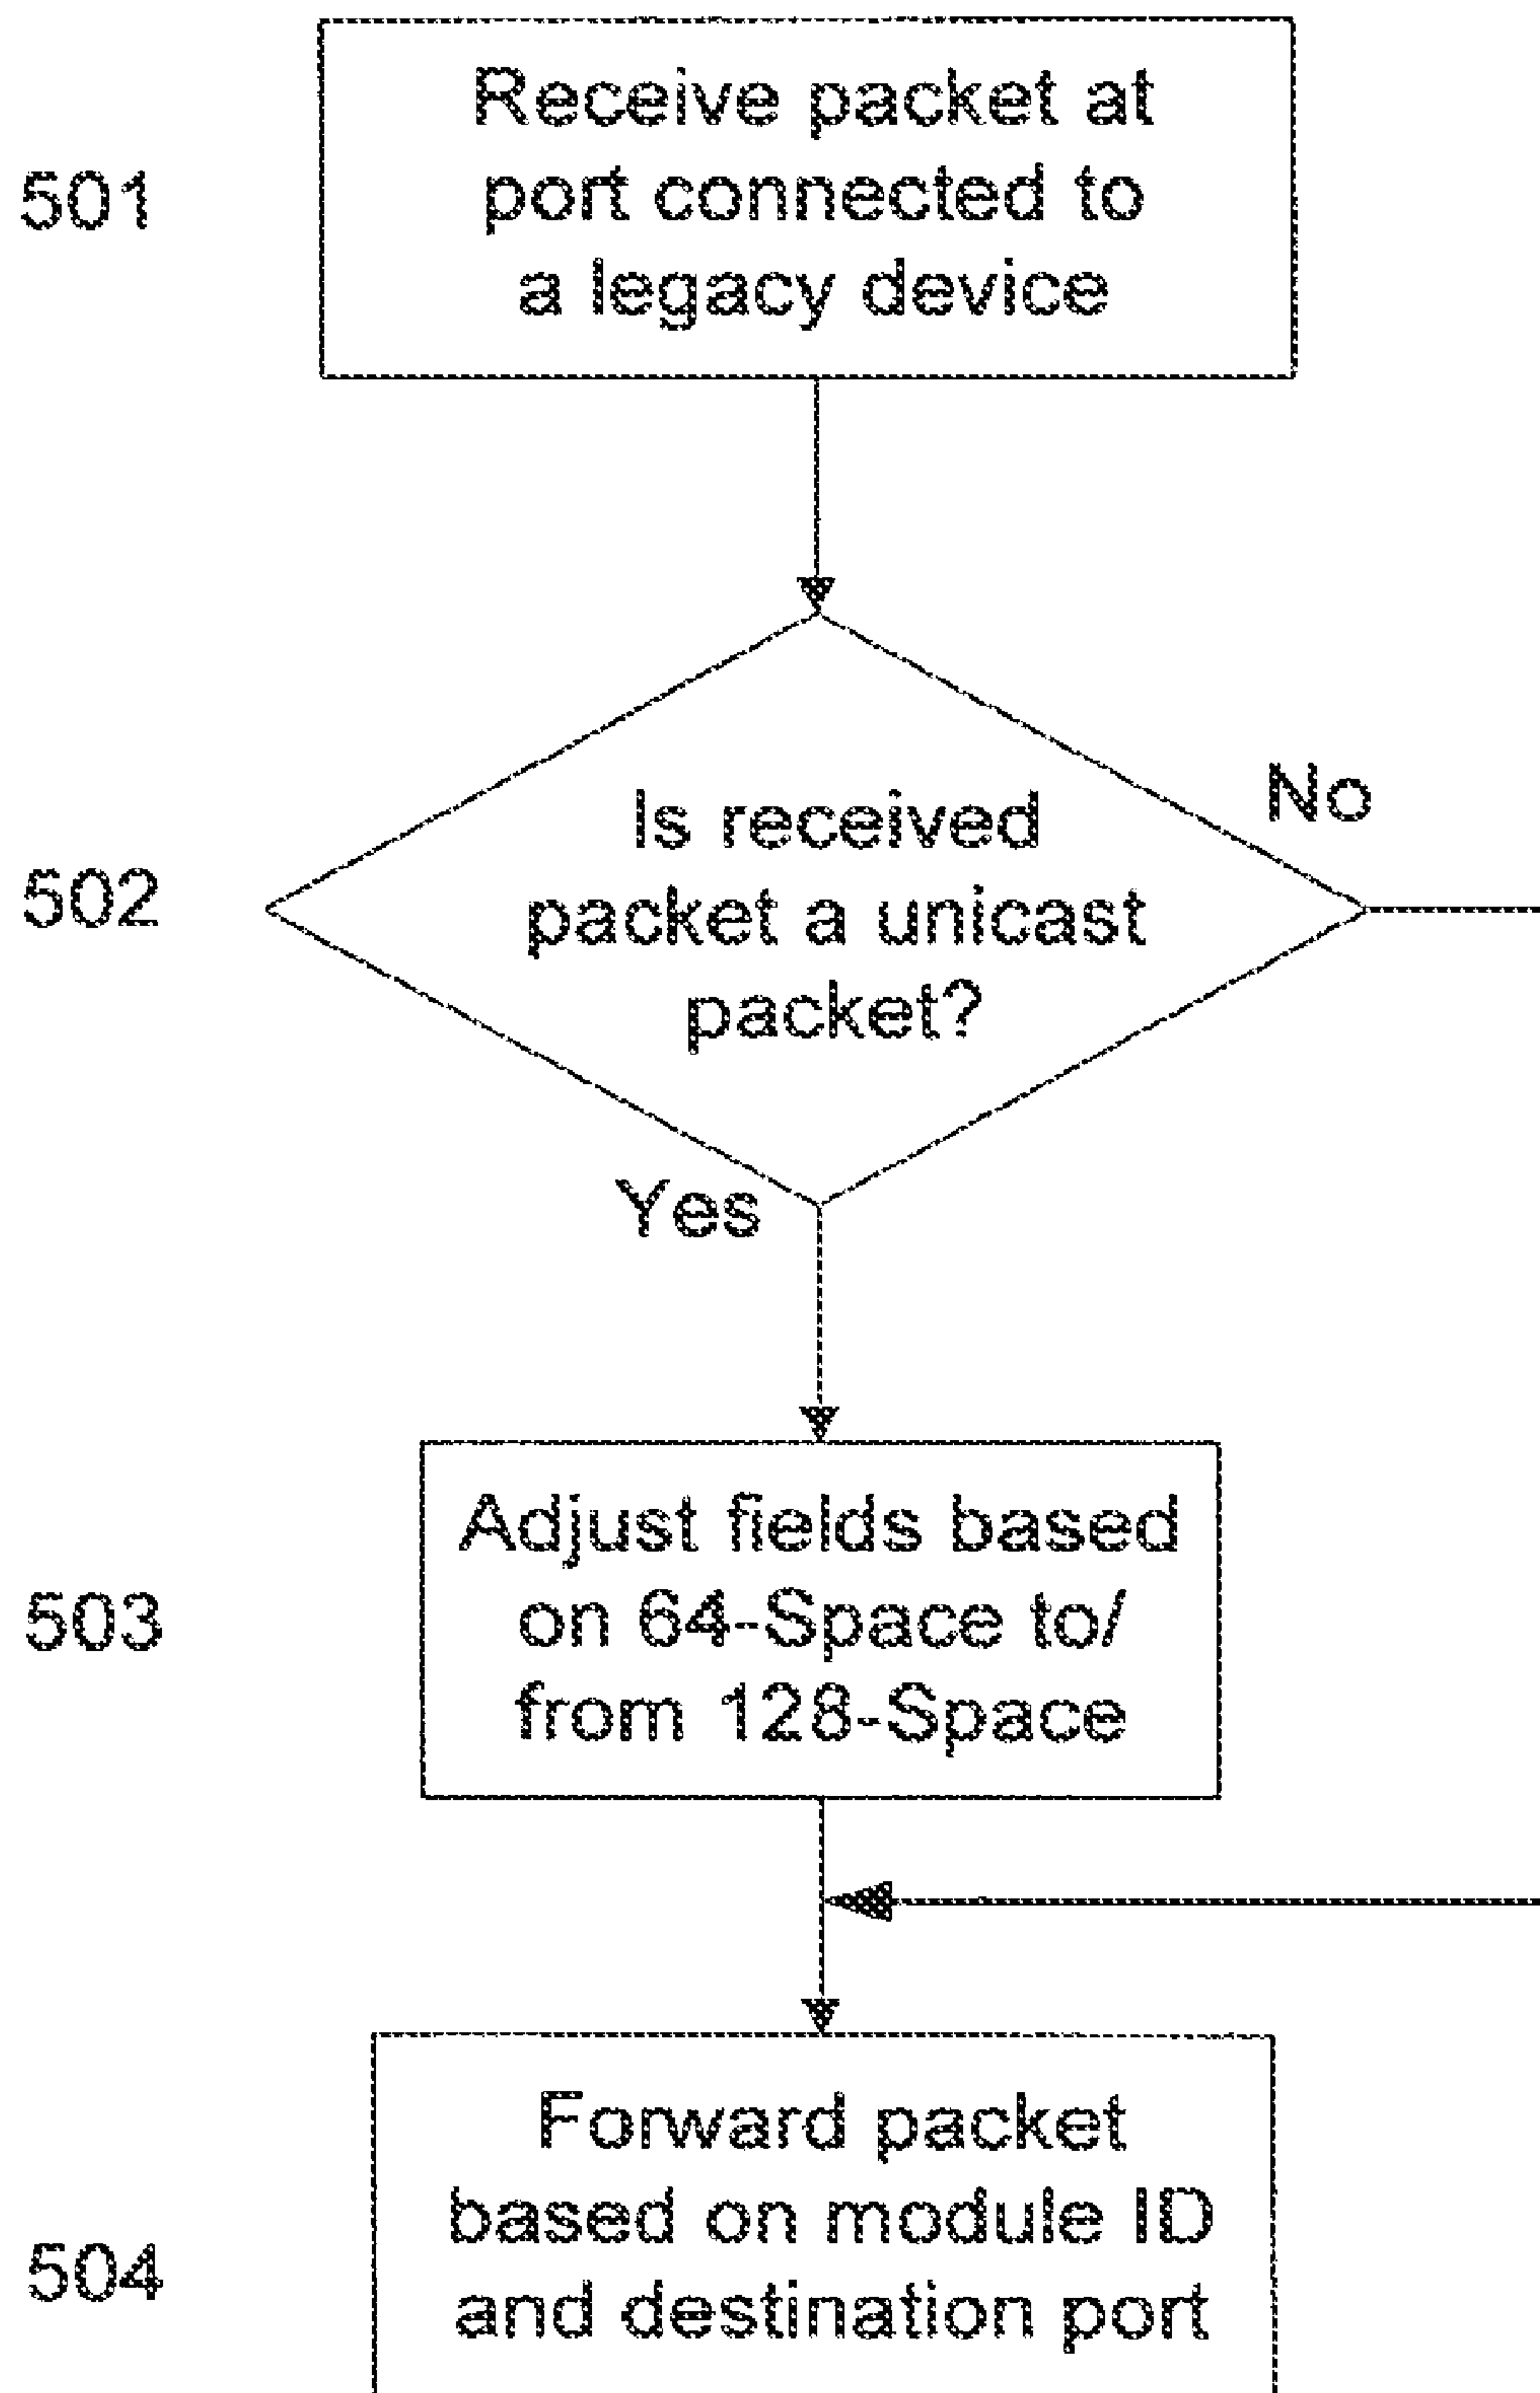 501
Receive packet at
port connected to
a legacy device
502
Is received
packet a unicast
packet?
No
Yes
503
Adjust fields based
on 64-Space to/
from 128-Space
504
Forward packet
based on module ID
and destination port